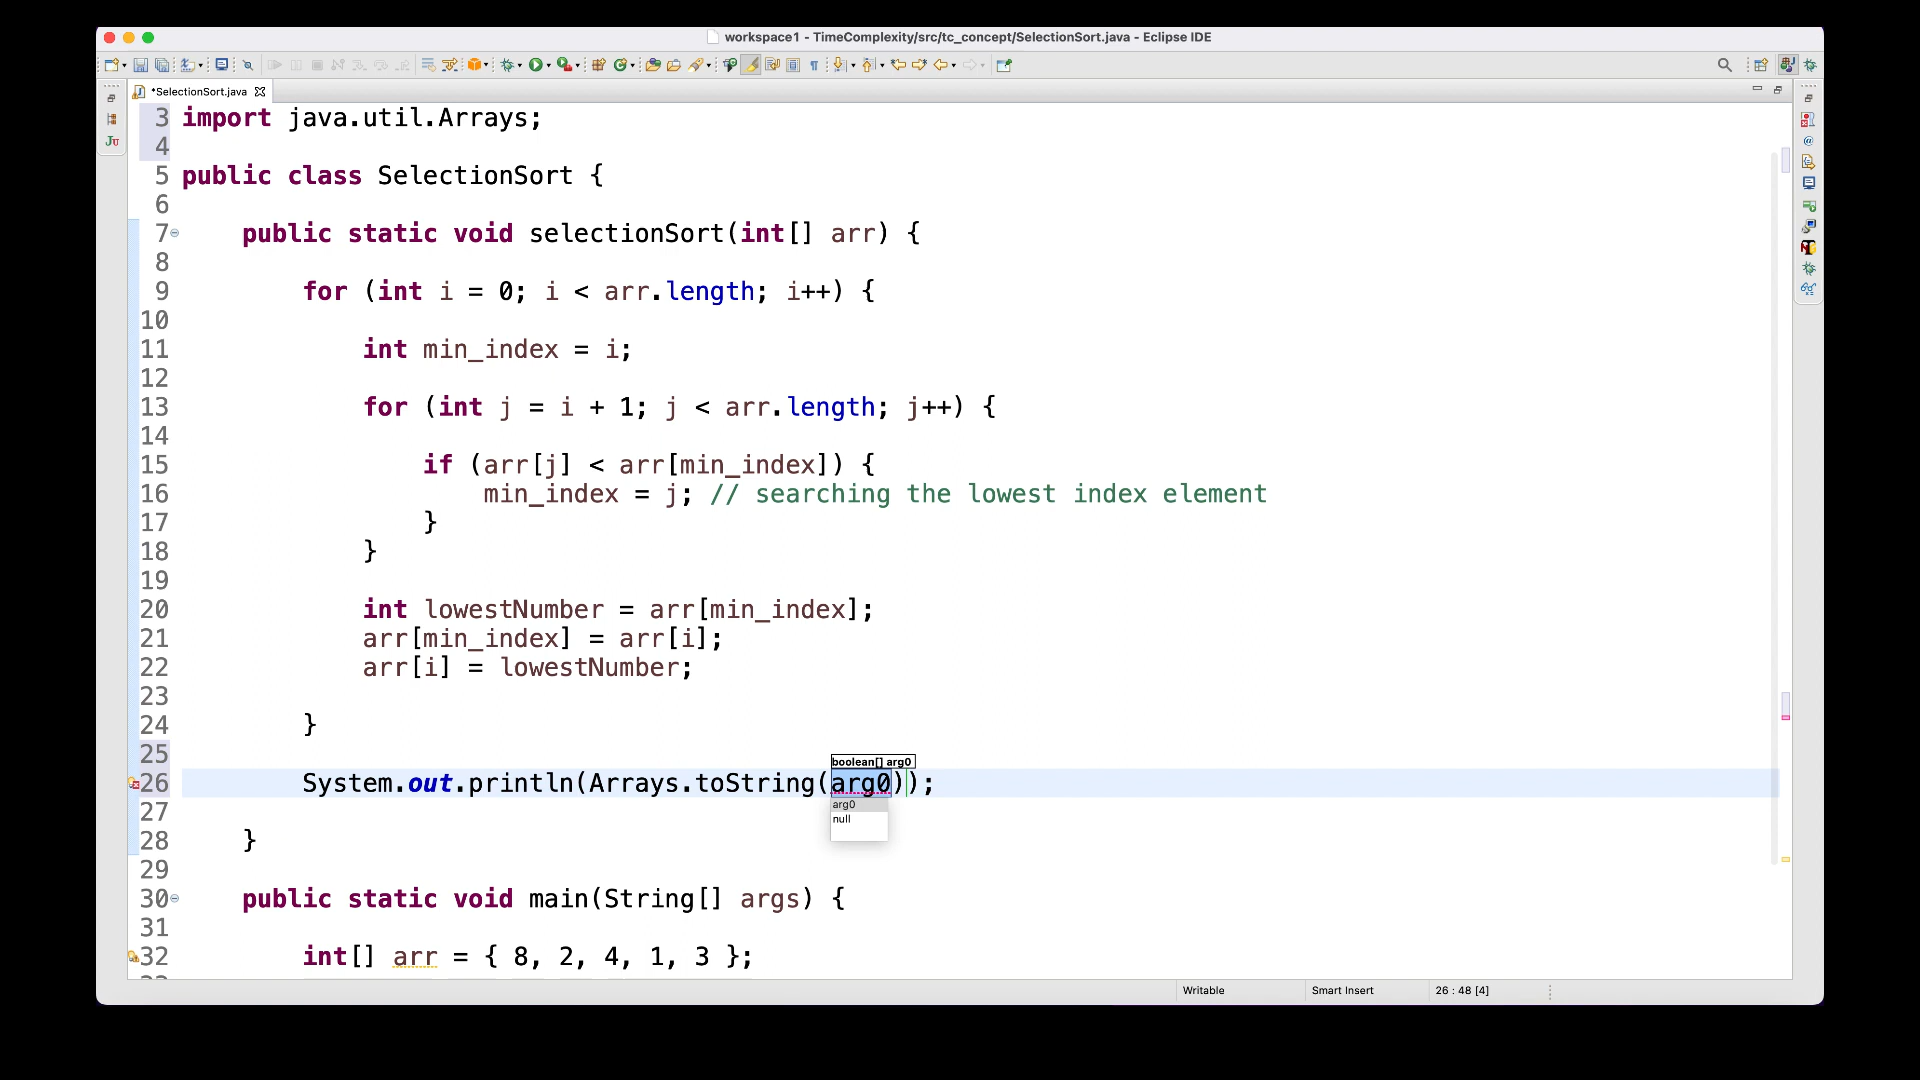 workspace1 - TimeComplexity/src/tc_concept/SelectionSort.java - Eclipse IDE
*SelectionSort.java
3 import java.util.Arrays;
4
5 public class SelectionSort {
6
7 public static void selectionSort(int[] arr) {
8
9 for (int i = 0; i < arr.length; i++) {
10
11 int min_index = i;
12
13 for (int j = i + 1; j < arr.length; j++) {
14
15 if (arr[j] < arr[min_index]) {
16 min_index = j; // searching the lowest index element
17 }
18 }
19
20 int lowestNumber = arr[min_index];
21 arr[min_index] = arr[i];
22 arr[i] = lowestNumber;
23
24 }
25
boolean[] arg0
26 System.out.println(Arrays.toString(arg0));
arg0
null
27
28 }
29
30 public static void main(String[] args) {
31
32 int[] arr = { 8, 2, 4, 1, 3 };
Writable
Smart Insert
26 : 48 [4]